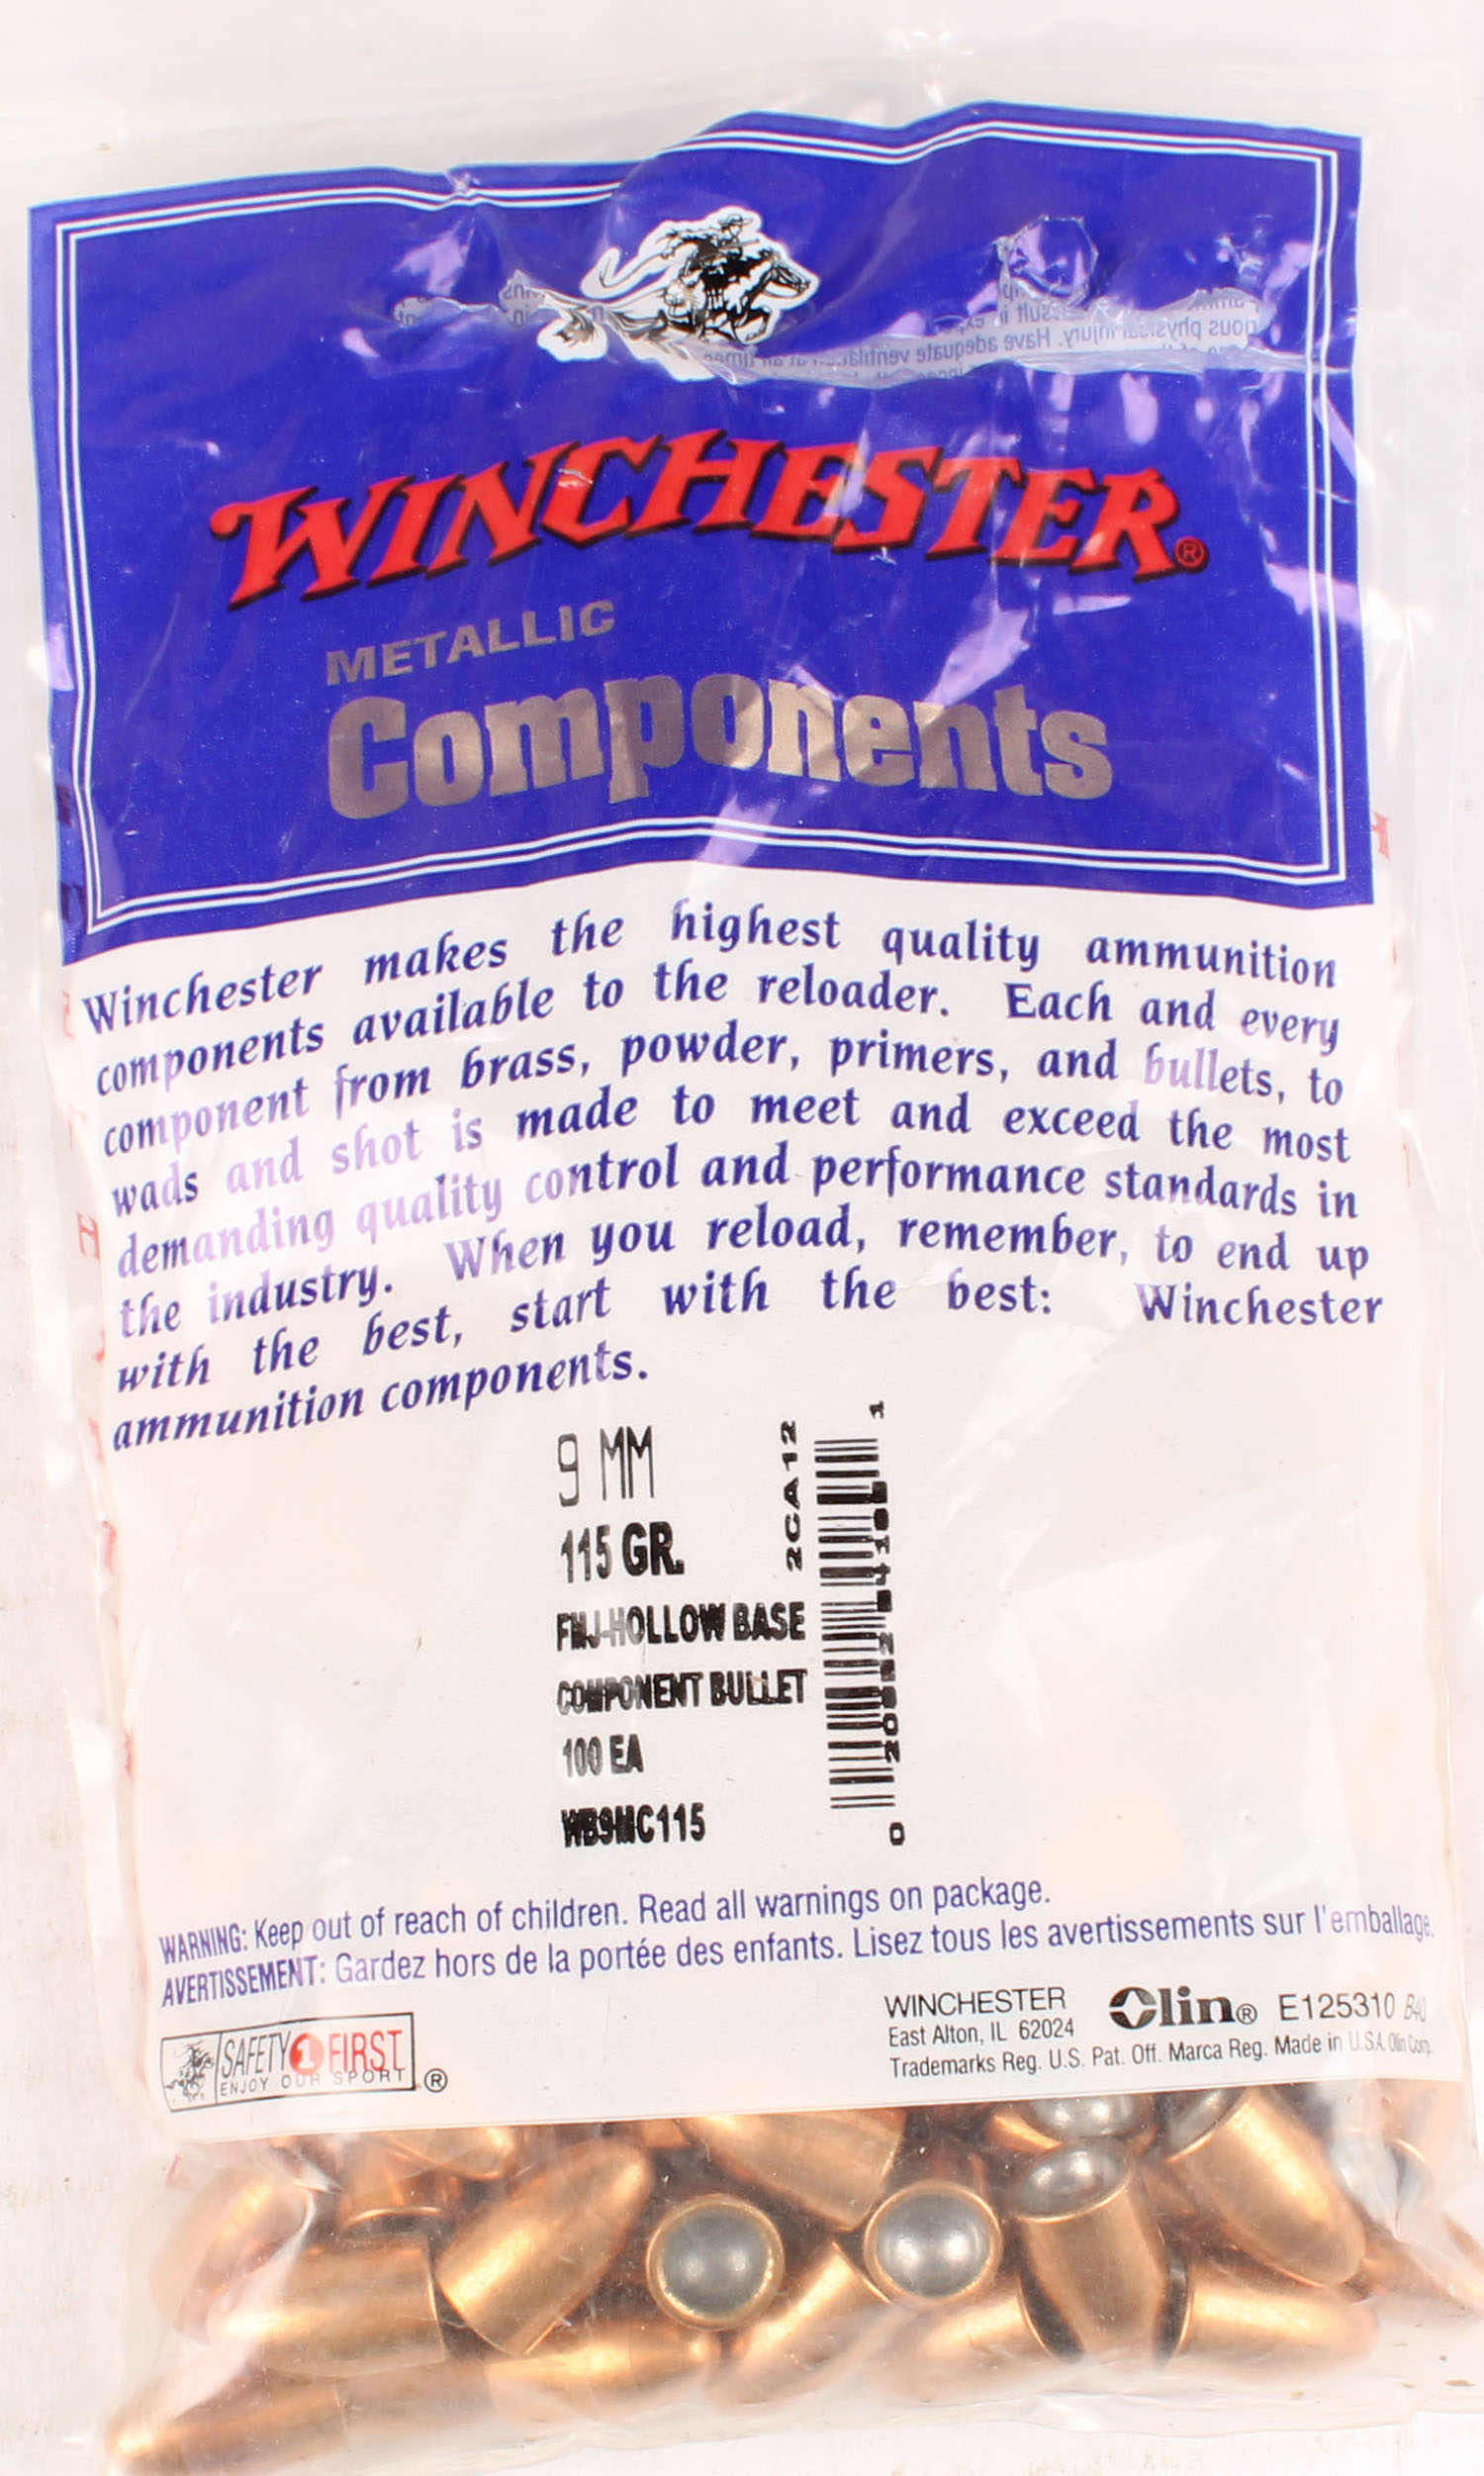 WINCHESTER®
METALLIC
Components
Winchester makes the highest quality ammunition
components available to the reloader. Each and every
component from brass, powder, primers, and bullets, to
wads and shot is made to meet and exceed the most
demanding quality control and performance standards in
the industry. When you reload, remember, to end up
with the best, start with the best: Winchester
ammunition components.
9 MM
115 GR.
FMJ-HOLLOW BASE
COMPONENT BULLET
100 EA
WB9MC115
2CA12
WARNING: Keep out of reach of children. Read all warnings on package.
AVERTISSEMENT: Gardez hors de la portée des enfants. Lisez tous les avertissements sur l'emballage.
SAFETY 1 FIRST
ENJOY OUR SPORT ®
WINCHESTER
East Alton, IL 62024
Olin® E125310 B40
Trademarks Reg. U.S. Pat. Off. Marca Reg. Made in U.S.A. Olin Corp.